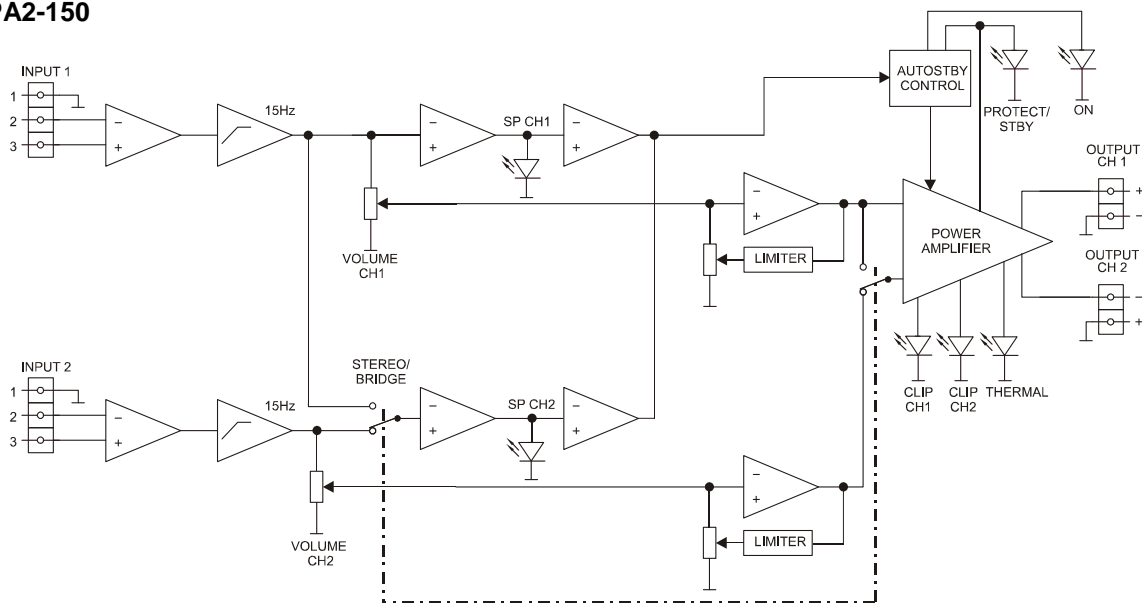 PA2-150
INPUT 1
1
2
3
−
+
15Hz
−
+
SP CH1
−
+
AUTOSTBY
CONTROL
PROTECT/
STBY
ON
VOLUME
CH1
−
+
LIMITER
POWER
AMPLIFIER
OUTPUT
CH 1
+
−
OUTPUT
CH 2
−
+
CLIP
CH1
CLIP
CH2
THERMAL
INPUT 2
1
2
3
−
+
15Hz
STEREO/
BRIDGE
−
+
SP CH2
−
+
VOLUME
CH2
−
+
LIMITER